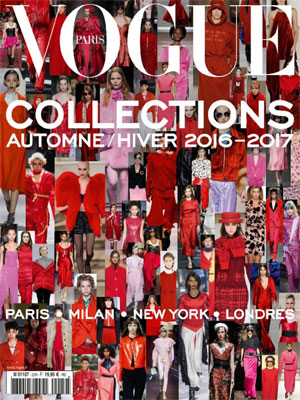 VOGUE
PARIS
COLLECTIONS
AUTOMNE/HIVER 2016–2017
PARIS • MILAN • NEW YORK • LONDRES